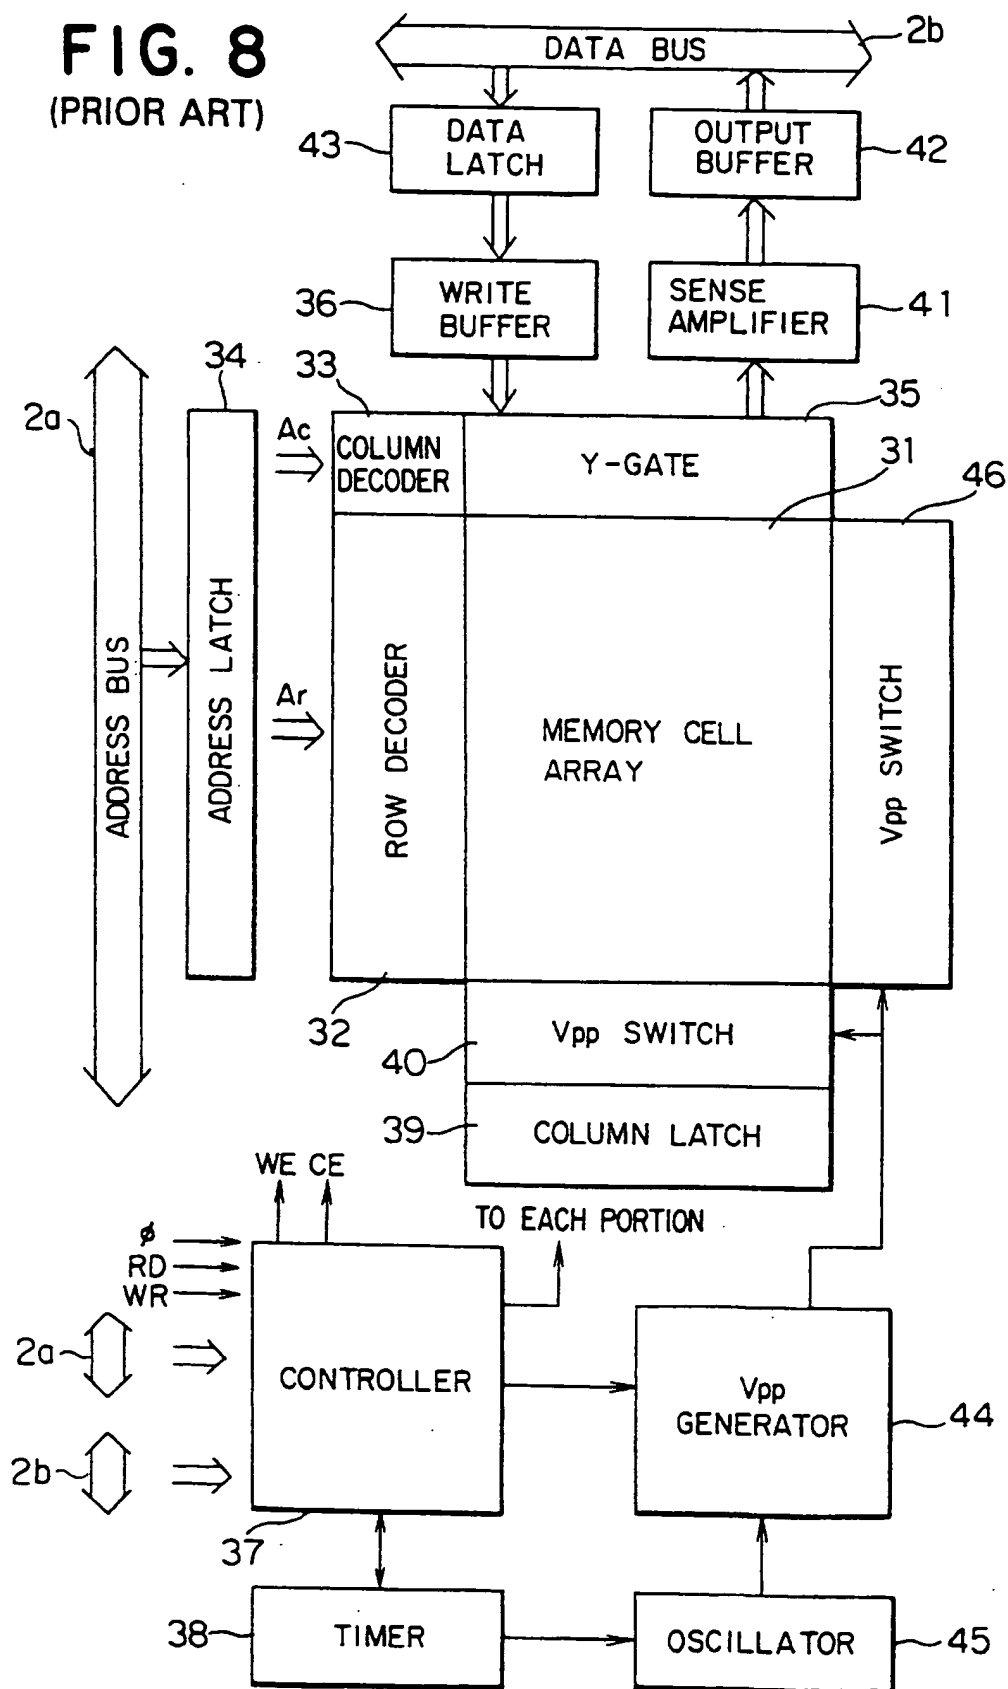 FIG. 8
(PRIOR ART)
DATA BUS
2b
43
DATA
LATCH
OUTPUT
BUFFER
42
36
WRITE
BUFFER
SENSE
AMPLIFIER
41
2a
34
33
35
31
46
Ac
COLUMN
DECODER
Y-GATE
ADDRESS BUS
ADDRESS LATCH
Ar
ROW DECODER
MEMORY CELL
ARRAY
Vpp SWITCH
32
40
Vpp SWITCH
39
COLUMN LATCH
WE CE
TO EACH PORTION
φ
RD
WR
2a
2b
CONTROLLER
37
Vpp
GENERATOR
44
38
TIMER
OSCILLATOR
45